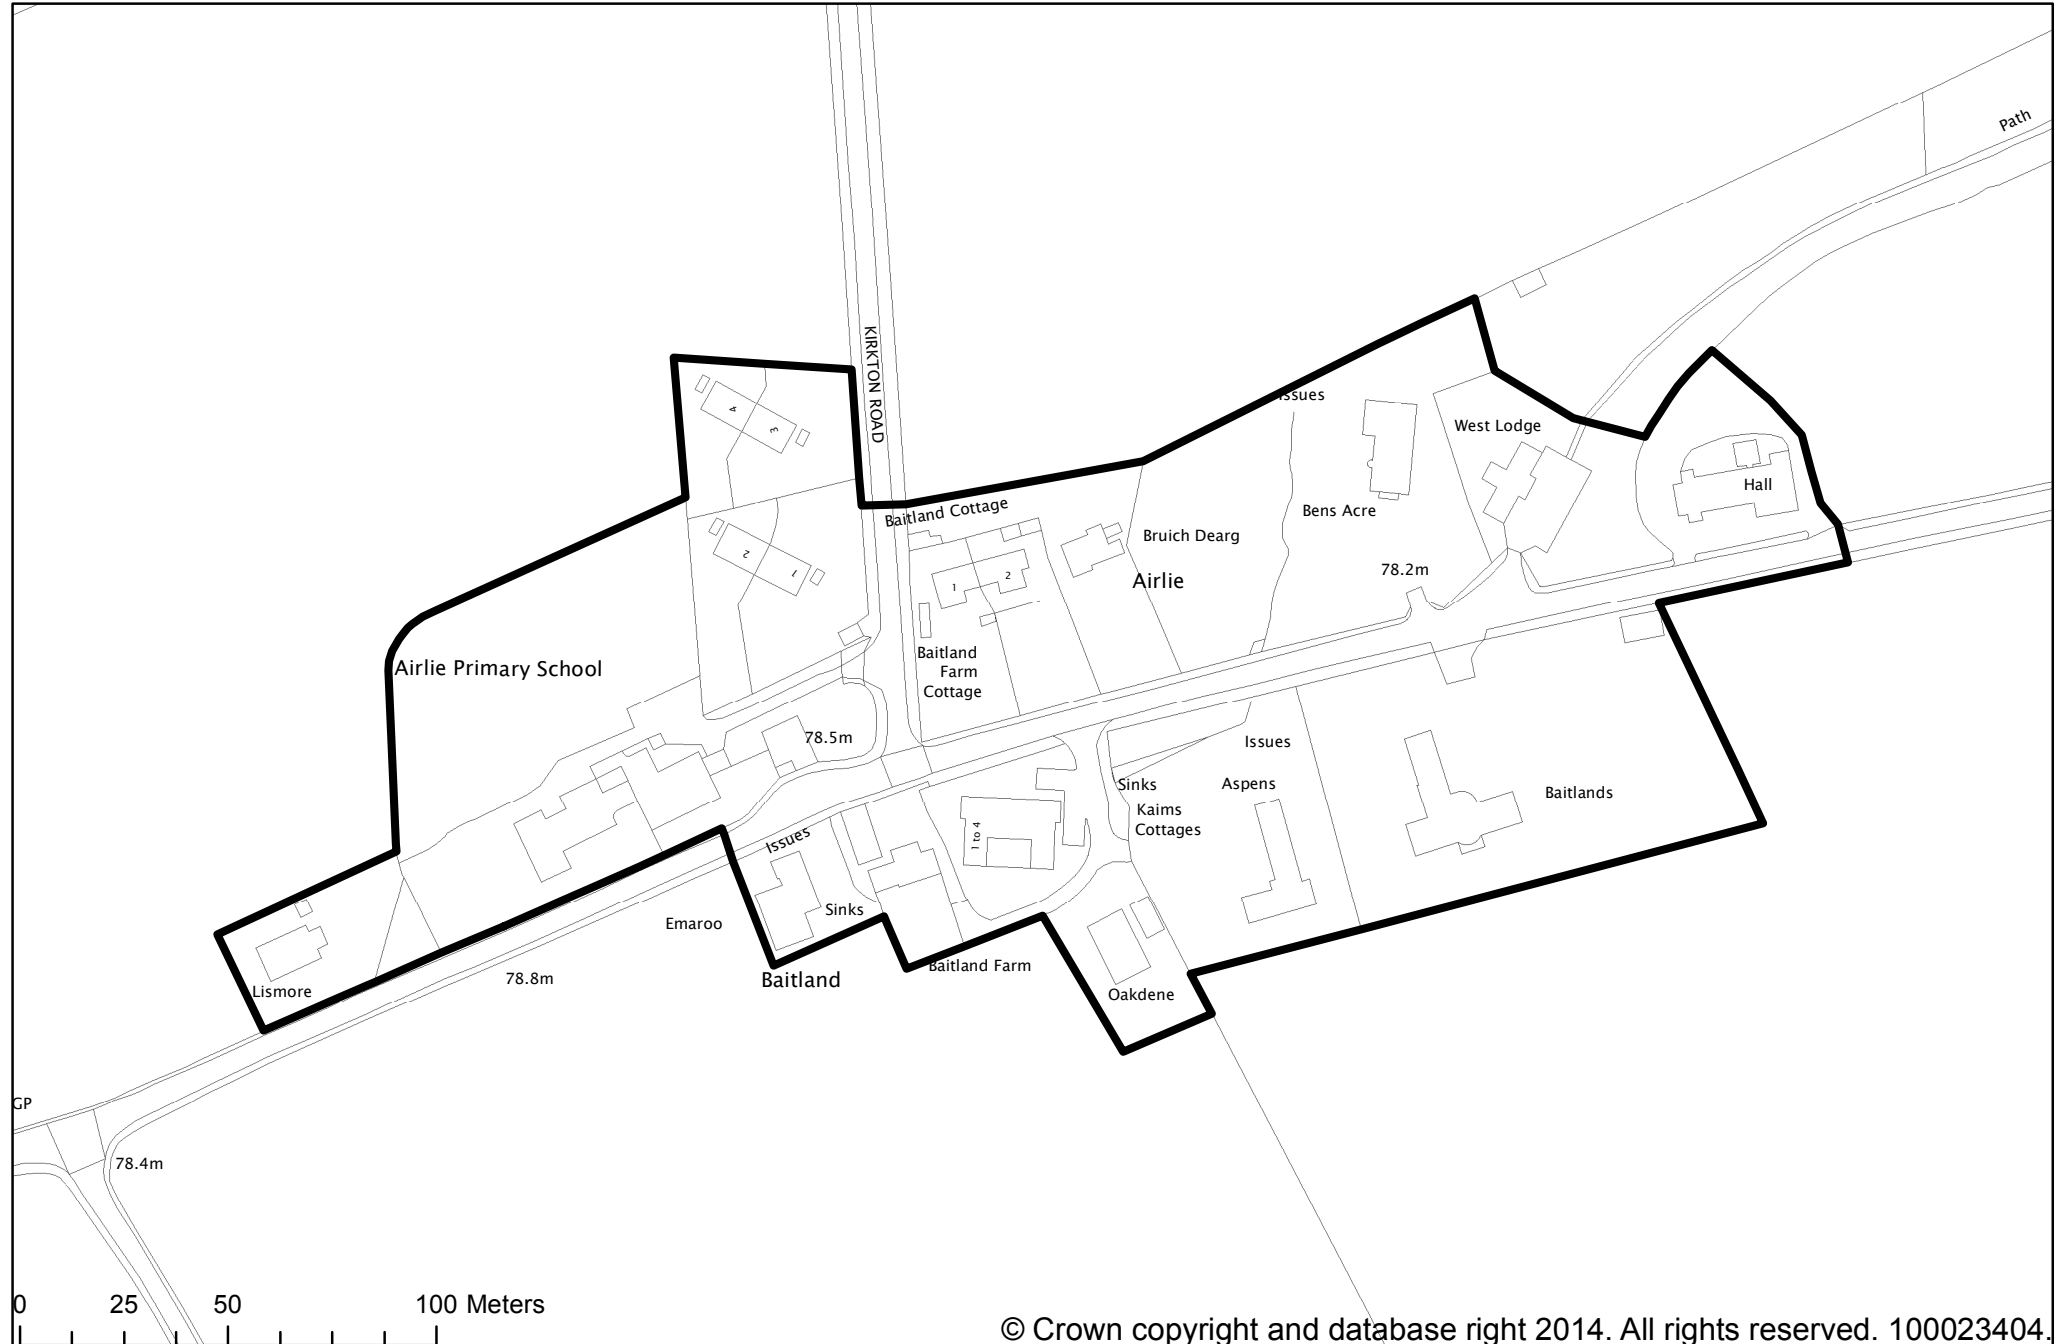 Path
KIRKTON ROAD
Issues
4
3
West Lodge
Hall
Baitland Cottage
Bens Acre
Bruich Dearg
2
1
1
2
Airlie
78.2m
Baitland
Farm
Cottage
Airlie Primary School
78.5m
Issues
Sinks
Aspens
Baitlands
Kaims
Cottages
1 to 4
Issues
Sinks
Emaroo
Baitland Farm
Baitland
78.8m
Lismore
Oakdene
GP
78.4m
0 25 50 100 Meters
© Crown copyright and database right 2014. All rights reserved. 100023404.